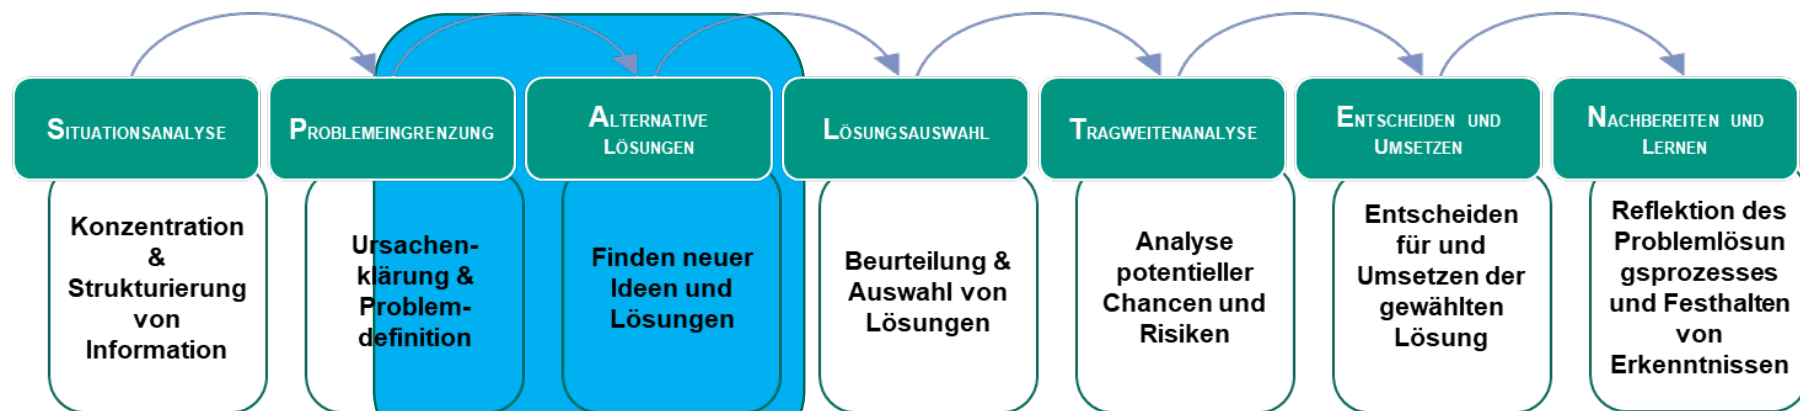 SITUATIONSANALYSE
PROBLEMEINGRENZUNG
ALTERNATIVE
LÖSUNGEN
LÖSUNGSAUSWAHL
TRAGWEITENANALYSE
ENTSCHEIDEN UND
UMSETZEN
NACHBEREITEN UND
LERNEN
Konzentration
&
Strukturierung
von
Information
Ursachen-
klärung &
Problem-
definition
Finden neuer
Ideen und
Lösungen
Beurteilung &
Auswahl von
Lösungen
Analyse
potentieller
Chancen und
Risiken
Entscheiden
für und
Umsetzen der
gewählten
Lösung
Reflektion des
Problemlösun
gsprozesses
und Festhalten
von
Erkenntnissen